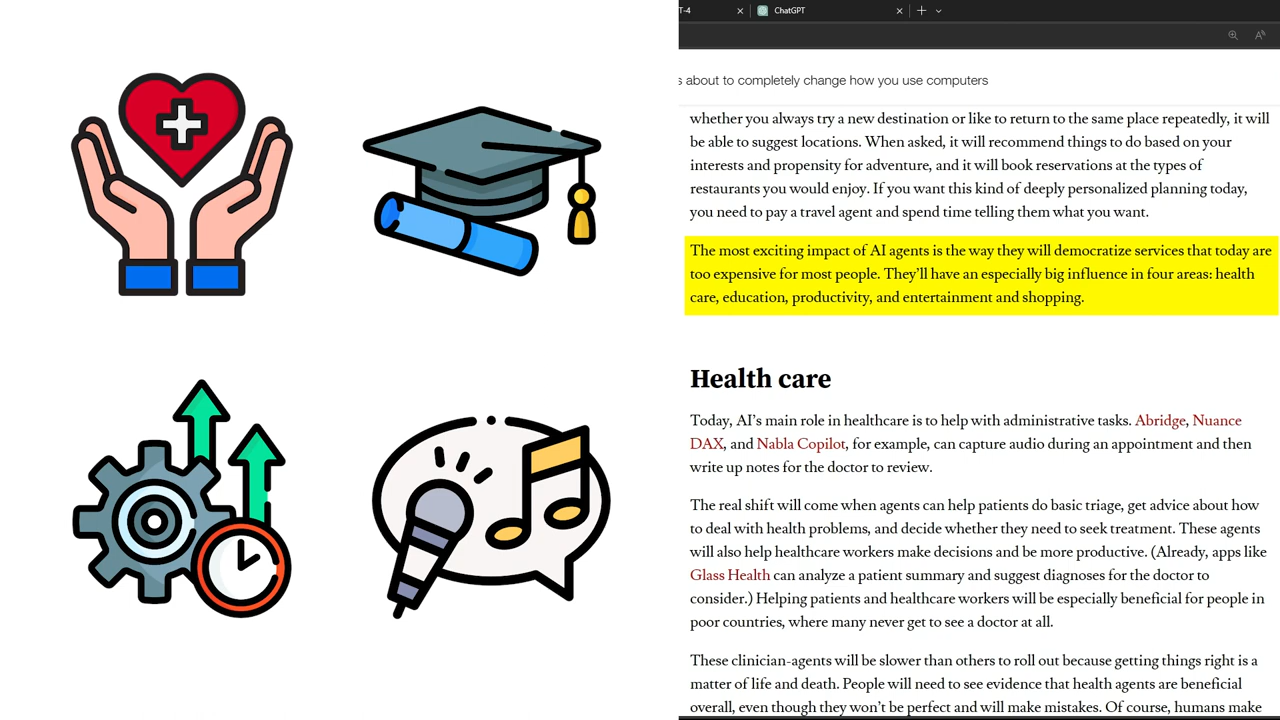 T-4
ChatGPT
s about to completely change how you use computers
whether you always try a new destination or like to return to the same place repeatedly, it will
be able to suggest locations. When asked, it will recommend things to do based on your
interests and propensity for adventure, and it will book reservations at the types of
restaurants you would enjoy. If you want this kind of deeply personalized planning today,
you need to pay a travel agent and spend time telling them what you want.
The most exciting impact of AI agents is the way they will democratize services that today are
too expensive for most people. They’ll have an especially big influence in four areas: health
care, education, productivity, and entertainment and shopping.
Health care
Today, AI’s main role in healthcare is to help with administrative tasks. Abridge, Nuance
DAX, and Nabla Copilot, for example, can capture audio during an appointment and then
write up notes for the doctor to review.
The real shift will come when agents can help patients do basic triage, get advice about how
to deal with health problems, and decide whether they need to seek treatment. These agents
will also help healthcare workers make decisions and be more productive. (Already, apps like
Glass Health can analyze a patient summary and suggest diagnoses for the doctor to
consider.) Helping patients and healthcare workers will be especially beneficial for people in
poor countries, where many never get to see a doctor at all.
These clinician-agents will be slower than others to roll out because getting things right is a
matter of life and death. People will need to see evidence that health agents are beneficial
overall, even though they won’t be perfect and will make mistakes. Of course, humans make